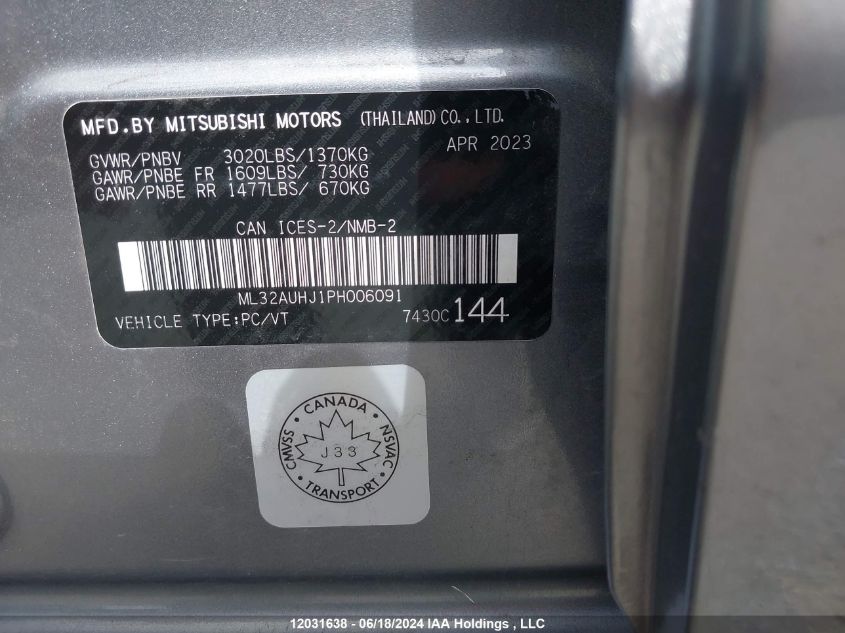 MFD.BY MITSUBISHI MOTORS (THAILAND) CO., LTD.
APR 2023
GVWR/PNBV 3020LBS/1370KG
GAWR/PNBE FR 1609LBS/ 730KG
GAWR/PNBE RR 1477LBS/ 670KG
CAN ICES-2/NMB-2
ML32AUHJ1PH006091
VEHICLE TYPE:PC/VT 7430C 144
CANADA
CMVSS
NSVAC
J33
TRANSPORT
12031638 - 06/18/2024 IAA Holdings , LLC